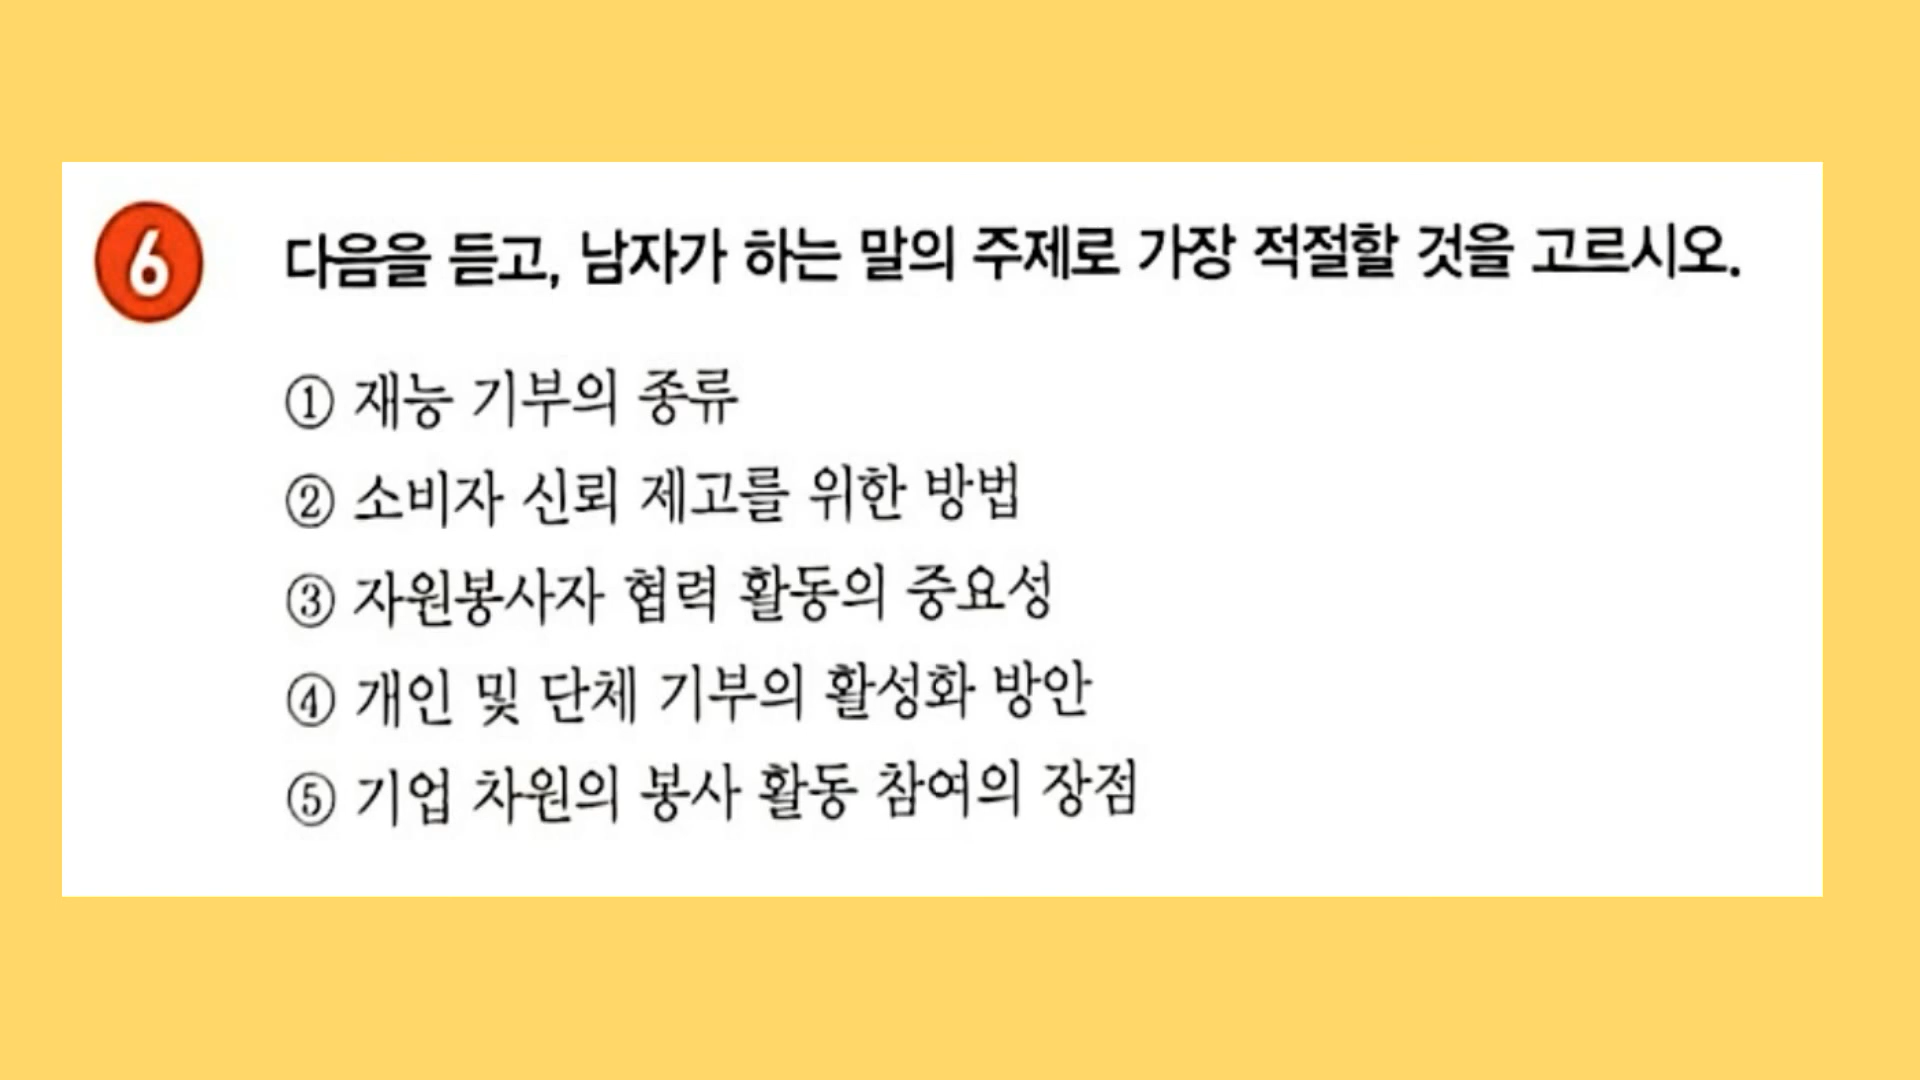 6 다음을 듣고, 남자가 하는 말의 주제로 가장 적절할 것을 고르시오.
① 재능 기부의 종류
② 소비자 신뢰 제고를 위한 방법
③ 자원봉사자 협력 활동의 중요성
④ 개인 및 단체 기부의 활성화 방안
⑤ 기업 차원의 봉사 활동 참여의 장점